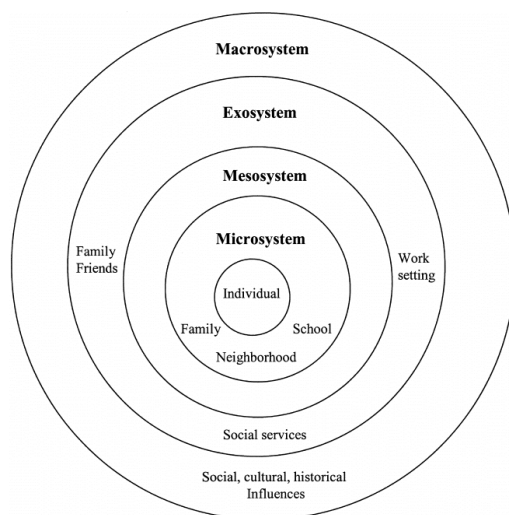 Macrosystem
Exosystem
Mesosystem
Microsystem
Family
Friends
Work
setting
Individual
Family
School
Neighborhood
Social services
Social, cultural, historical
Influences